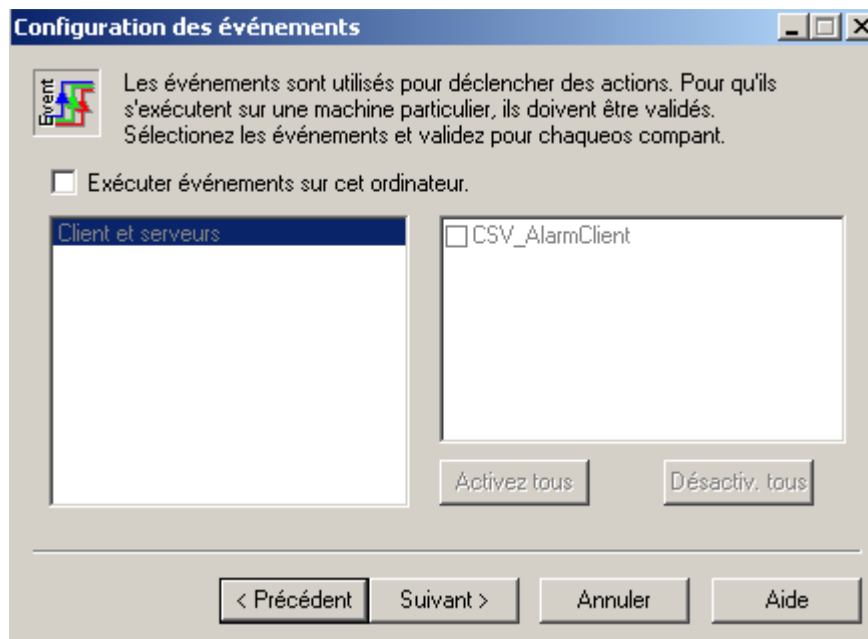 Configuration des événements
Event
Les événements sont utilisés pour déclencher des actions. Pour qu'ils
s'exécutent sur une machine particulier, ils doivent être validés.
Sélectionez les événements et validez pour chaqueos compant.
Exécuter événements sur cet ordinateur.
Client et serveurs
CSV_AlarmClient
Activez tous
Désactiv. tous
< Précédent
Suivant >
Annuler
Aide